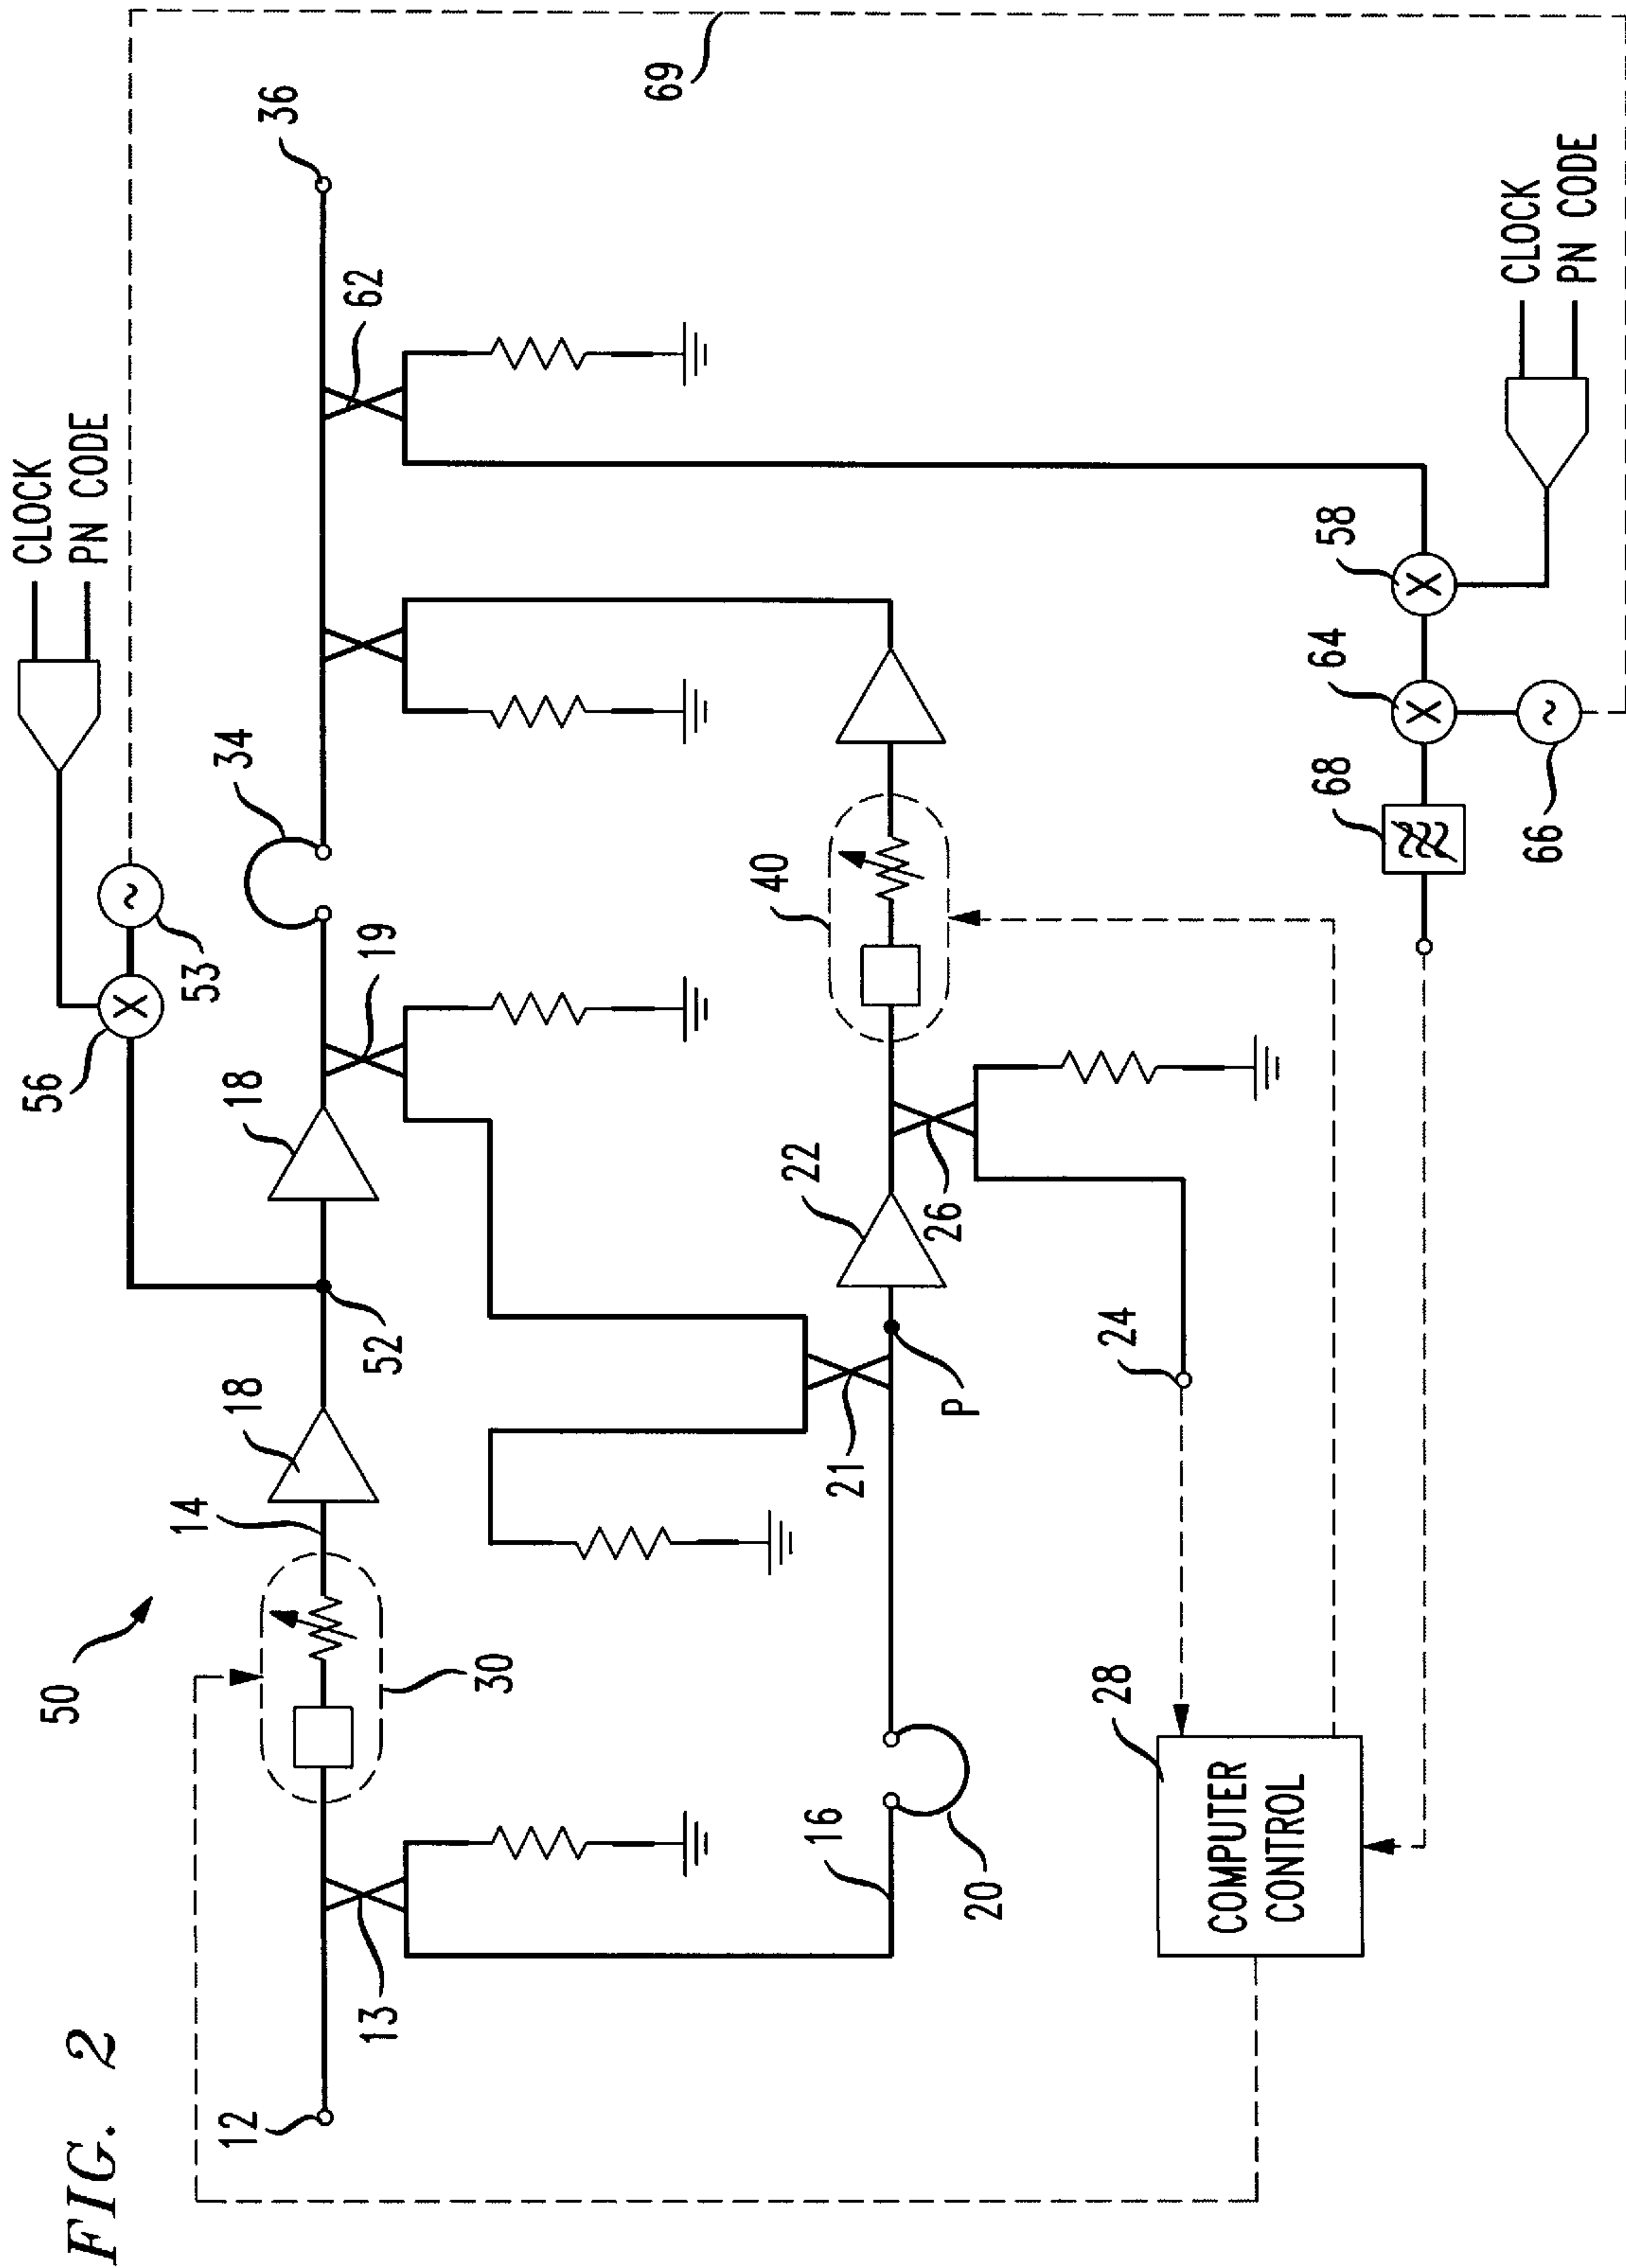 FIG. 2
50
CLOCK
PN CODE
56
53
69
12
13
30
14
18
52
18
19
34
62
36
16
20
21
P
22
26
24
40
28
COMPUTER
CONTROL
68
64
66
58
CLOCK
PN CODE
X
~
X
X
~